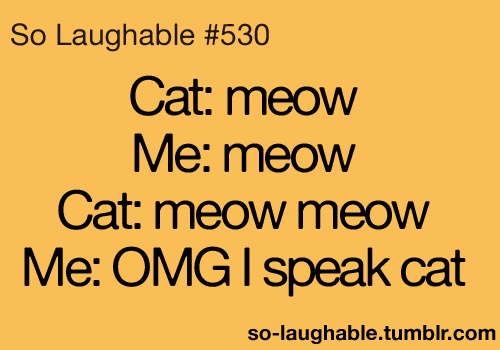 So Laughable #530
Cat: meow
Me: meow
Cat: meow meow
Me: OMG I speak cat
so-laughable.tumblr.com